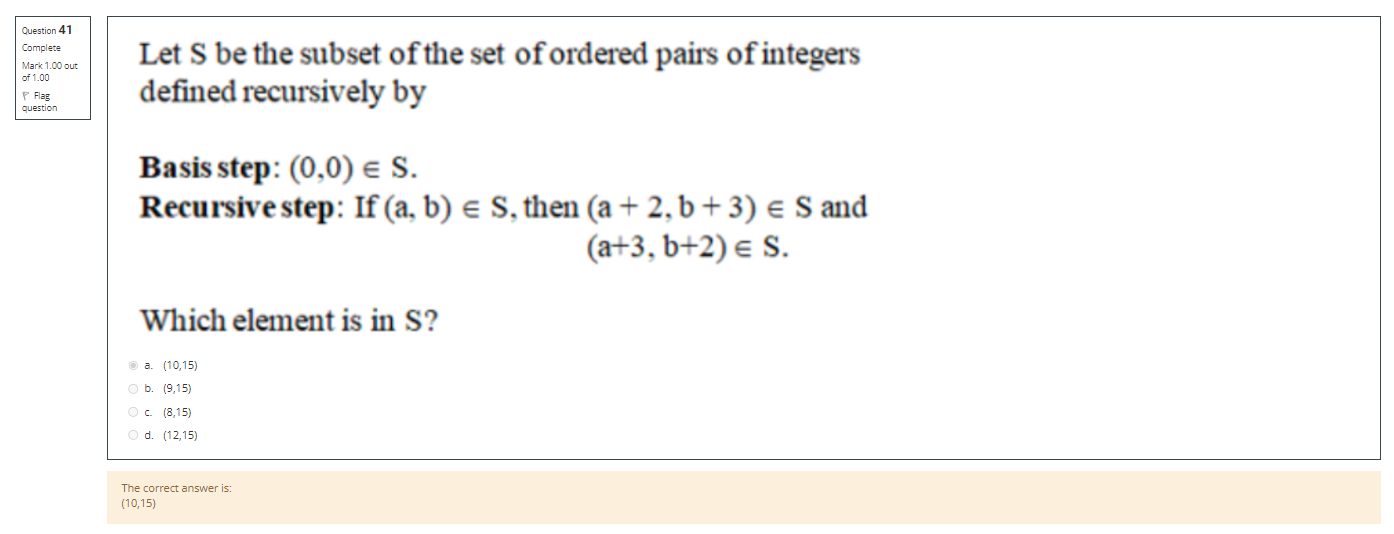 Question 41
Complete
Mark 1.00 out
of 1.00
Flag
question
Let S be the subset of the set of ordered pairs of integers
defined recursively by
Basis step: (0,0) ∈ S.
Recursive step: If (a, b) ∈ S, then (a + 2, b + 3) ∈ S and
(a+3, b+2) ∈ S.
Which element is in S?
a. (10,15)
b. (9,15)
c. (8,15)
d. (12,15)
The correct answer is:
(10,15)